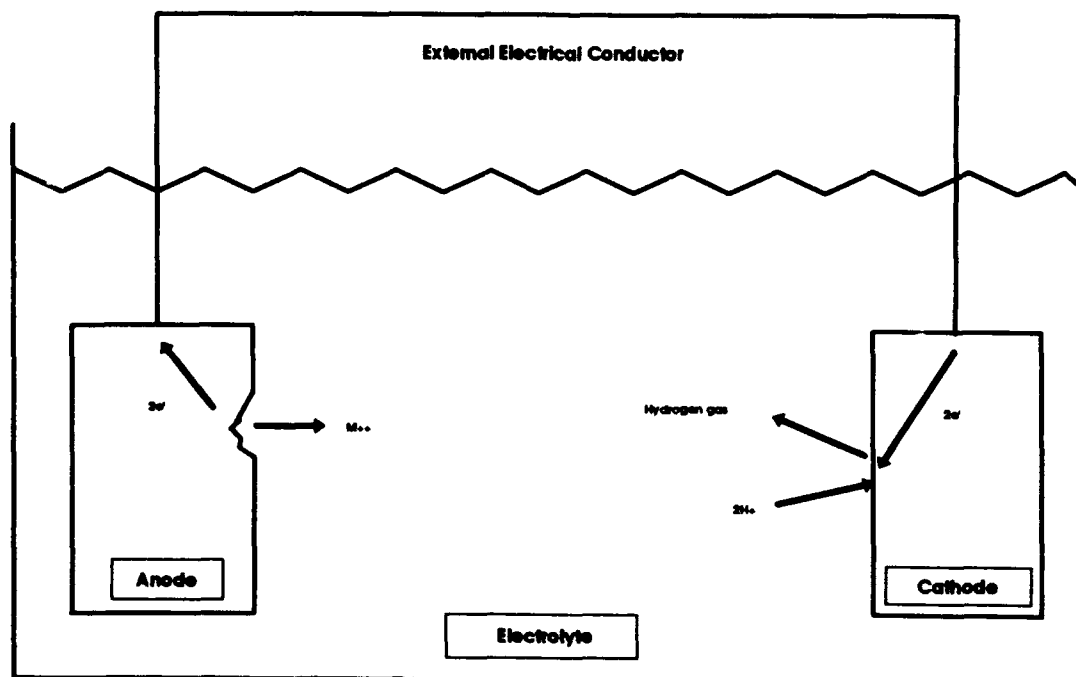 External Electrical Conductor
2e'
M++
Hydrogen gas
2e'
2H+
Anode
Cathode
Electrolyte